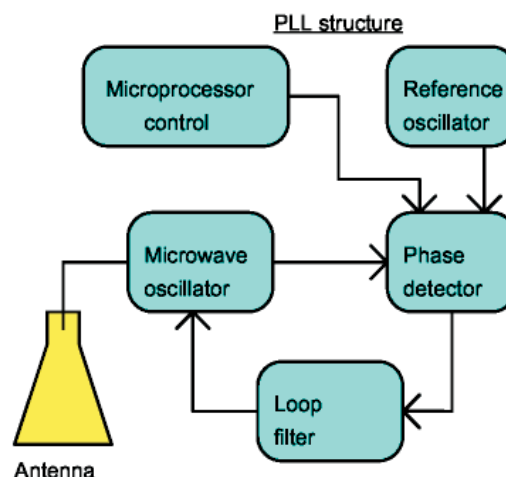 PLL structure
Microprocessor
control
Reference
oscillator
Microwave
oscillator
Phase
detector
Loop
filter
Antenna